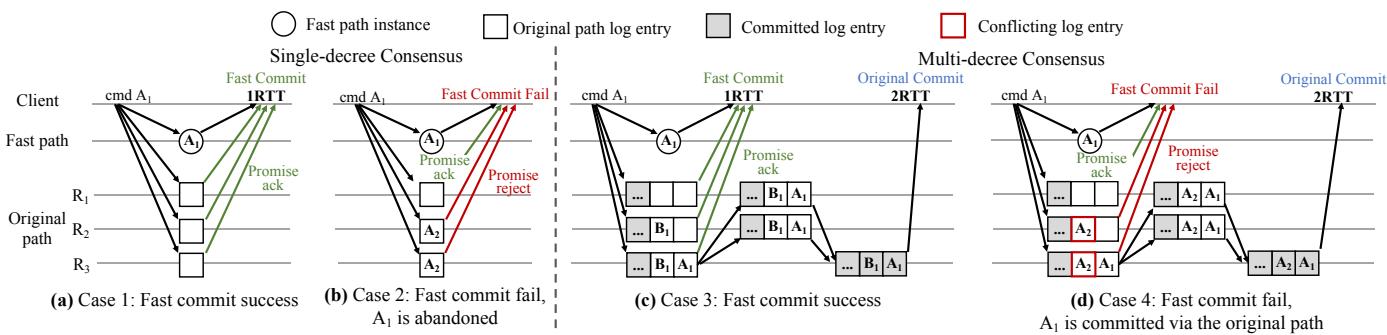 Fast path instance
Original path log entry
Committed log entry
Conflicting log entry
Single-decree Consensus
Multi-decree Consensus
Client
Fast path
Original
path
R1
R2
R3
cmd A1
Fast Commit
1RTT
A1
Promise
ack
(a) Case 1: Fast commit success
cmd A1
Fast Commit Fail
A1
Promise
ack
Promise
reject
A2
A2
(b) Case 2: Fast commit fail,
A1 is abandoned
cmd A1
Fast Commit
1RTT
Original Commit
2RTT
A1
...
... B1 A1
... B1
... B1 A1
... B1 A1
... B1 A1
(c) Case 3: Fast commit success
cmd A1
Fast Commit Fail
Original Commit
2RTT
A1
Promise
ack
Promise
reject
...
... A2 A1
... A2
... A2 A1
... A2 A1
... A2 A1
(d) Case 4: Fast commit fail,
A1 is committed via the original path